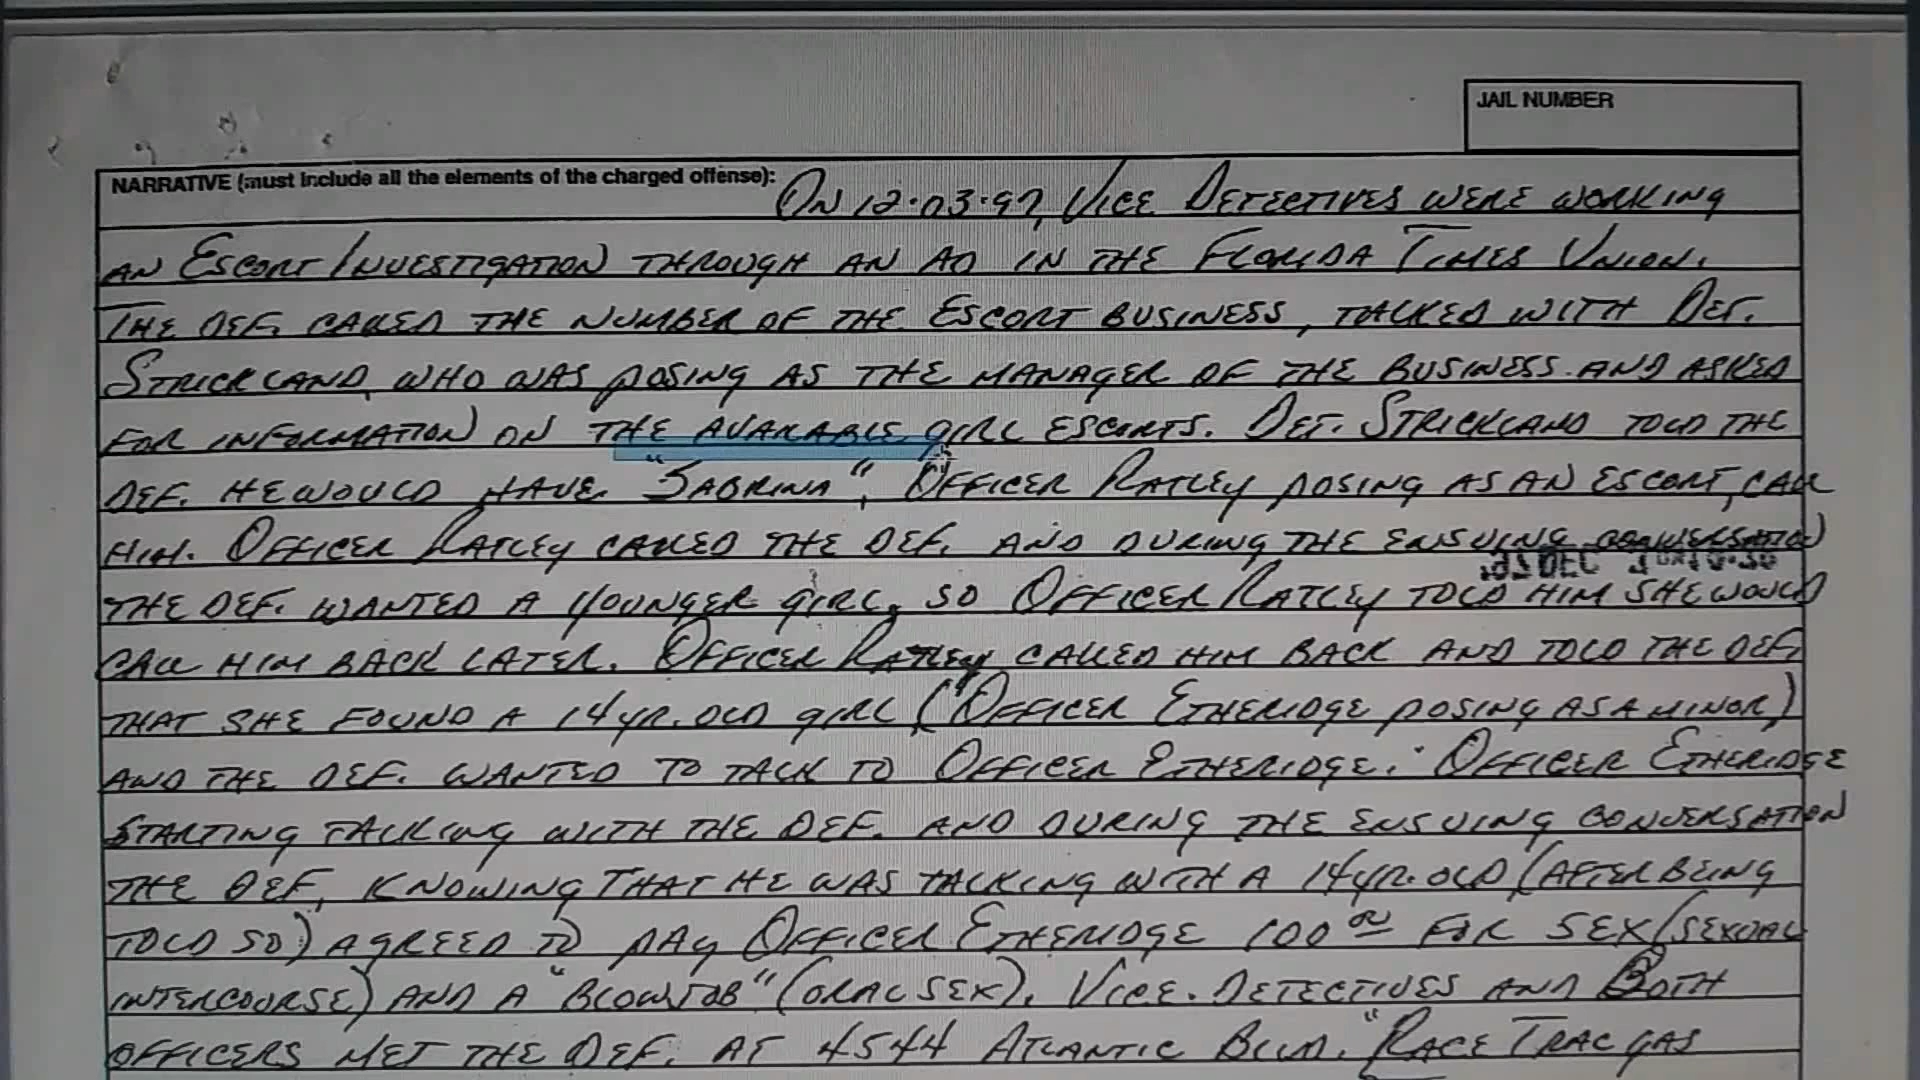 JAIL NUMBER
NARRATIVE (must include all the elements of the charged offense): ON 12.03.97, VICE DETECTIVES WERE WORKING
AN ESCORT INVESTIGATION THROUGH AN AD IN THE FLORIDA TIMES UNION.
THE DEF. CALLED THE NUMBER OF THE ESCORT BUSINESS, TALKED WITH DET.
STRICKLAND, WHO WAS POSING AS THE MANAGER OF THE BUSINESS AND ASKED
FOR INFORMATION ON THE AVAILABLE GIRL ESCORTS. DET. STRICKLAND TOLD THE
DEF. HE WOULD HAVE "SABRINA", OFFICER RATLEY POSING AS AN ESCORT, CALL
HIM. OFFICER RATLEY CALLED THE DEF. AND DURING THE ENSUING CONVERSATION
THE DEF. WANTED A YOUNGER GIRL, SO OFFICER RATLEY TOLD HIM SHE WOULD
CALL HIM BACK LATER. OFFICER RATLEY CALLED HIM BACK AND TOLD THE DEF.
THAT SHE FOUND A 14 YR. OLD GIRL (OFFICER ETHERIDGE POSING AS A MINOR)
AND THE DEF. WANTED TO TALK TO OFFICER ETHERIDGE. OFFICER ETHERIDGE
STARTING TALKING WITH THE DEF. AND DURING THE ENSUING CONVERSATION
THE DEF, KNOWING THAT HE WAS TALKING WITH A 14 YR. OLD (AFTER BEING
TOLD SO) AGREED TO PAY OFFICER ETHERIDGE 100 FOR SEX (SEXUAL
INTERCOURSE) AND A "BLOWJOB" (ORAL SEX). VICE DETECTIVES AND BOTH
OFFICERS MET THE DEF. AT 4544 ATLANTIC BLVD. "RACE TRAC GAS